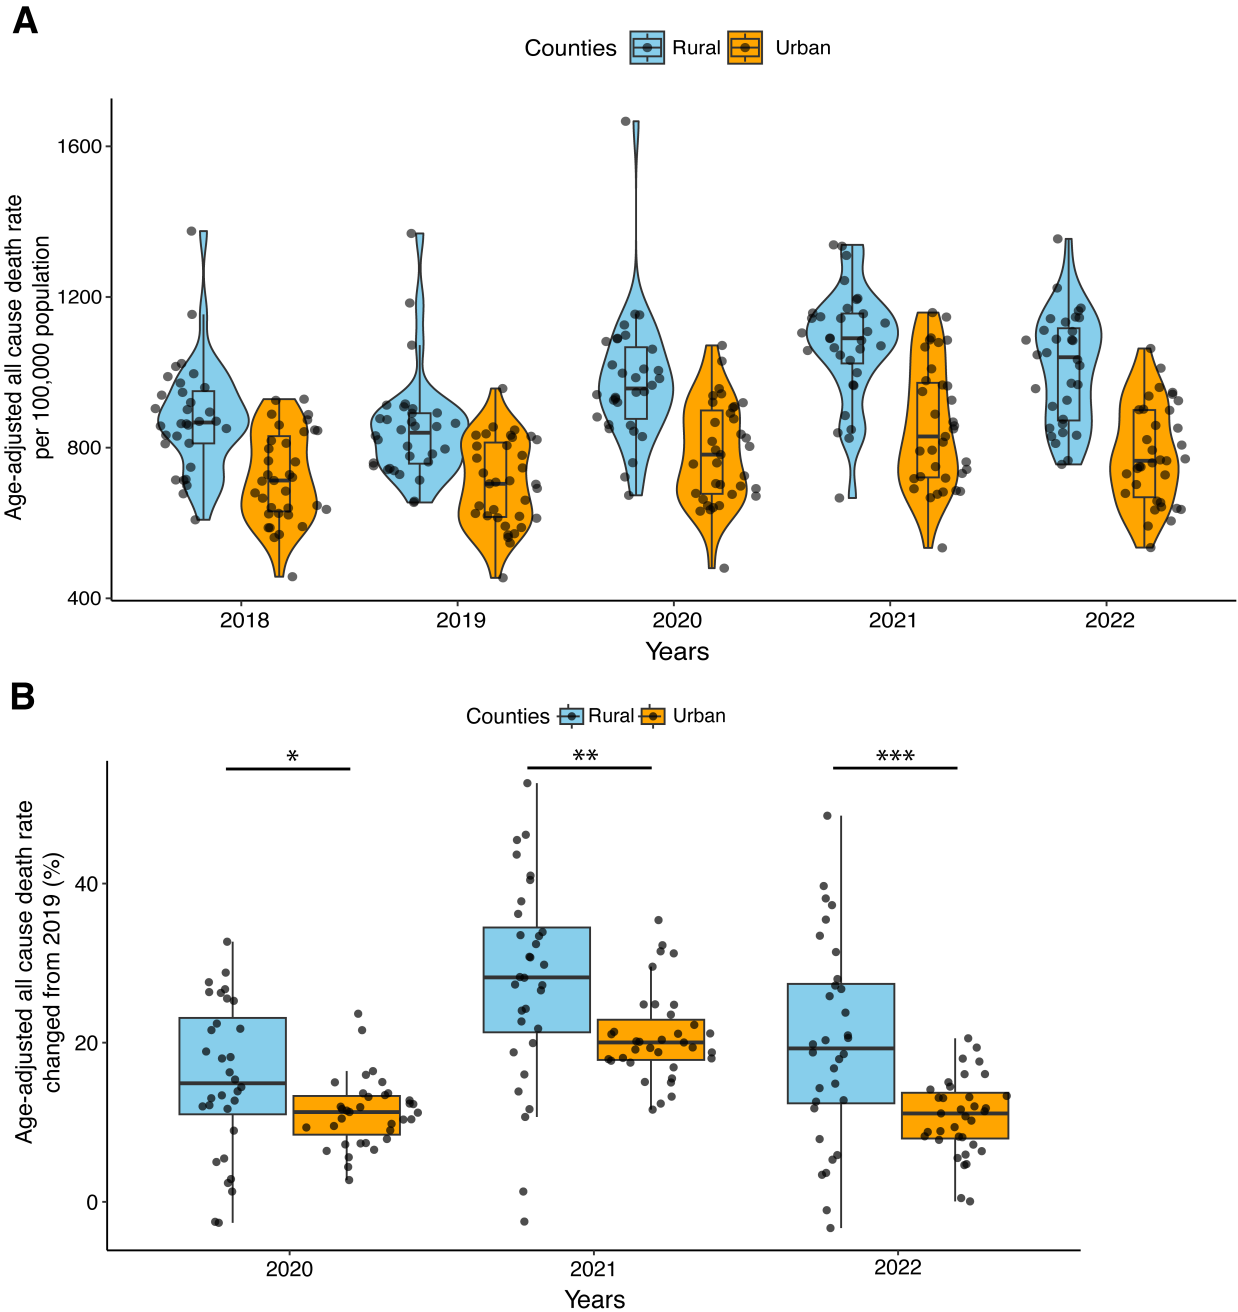 A
Counties Rural Urban
Age-adjusted all cause death rate
per 100,000 population
1600
1200
800
400
2018 2019 2020 2021 2022
Years
B
Counties Rural Urban
* ** ***
Age-adjusted all cause death rate
changed from 2019 (%)
40
20
0
2020 2021 2022
Years